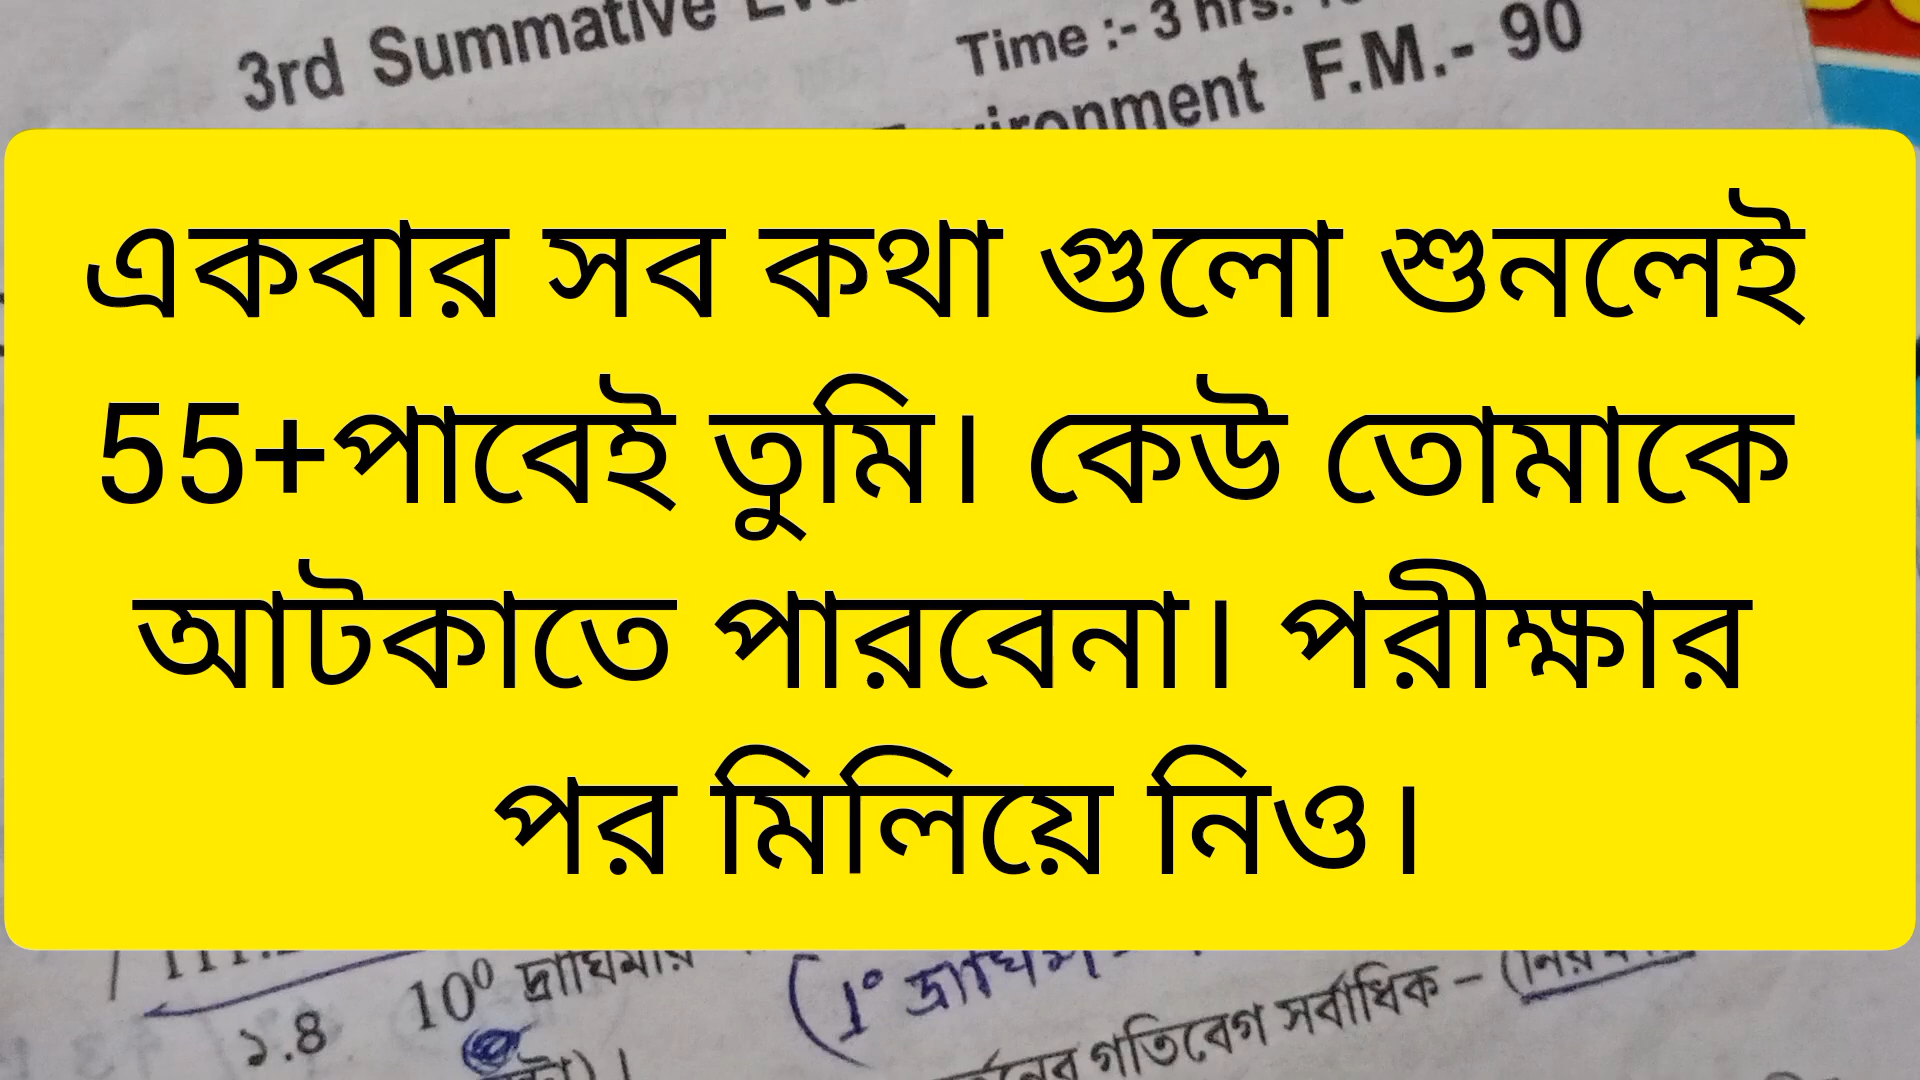 3rd Summative
Time :- 3 hrs.
F.M.- 90
একবার সব কথা গুলো শুনলেই
55+পাবেই তুমি। কেউ তোমাকে
আটকাতে পারবেনা। পরীক্ষার
পর মিলিয়ে নিও।
১.৪ 10⁰ দ্রাঘিমার
(1° দ্রাঘিমা
গতিবেগ সর্বাধিক – (